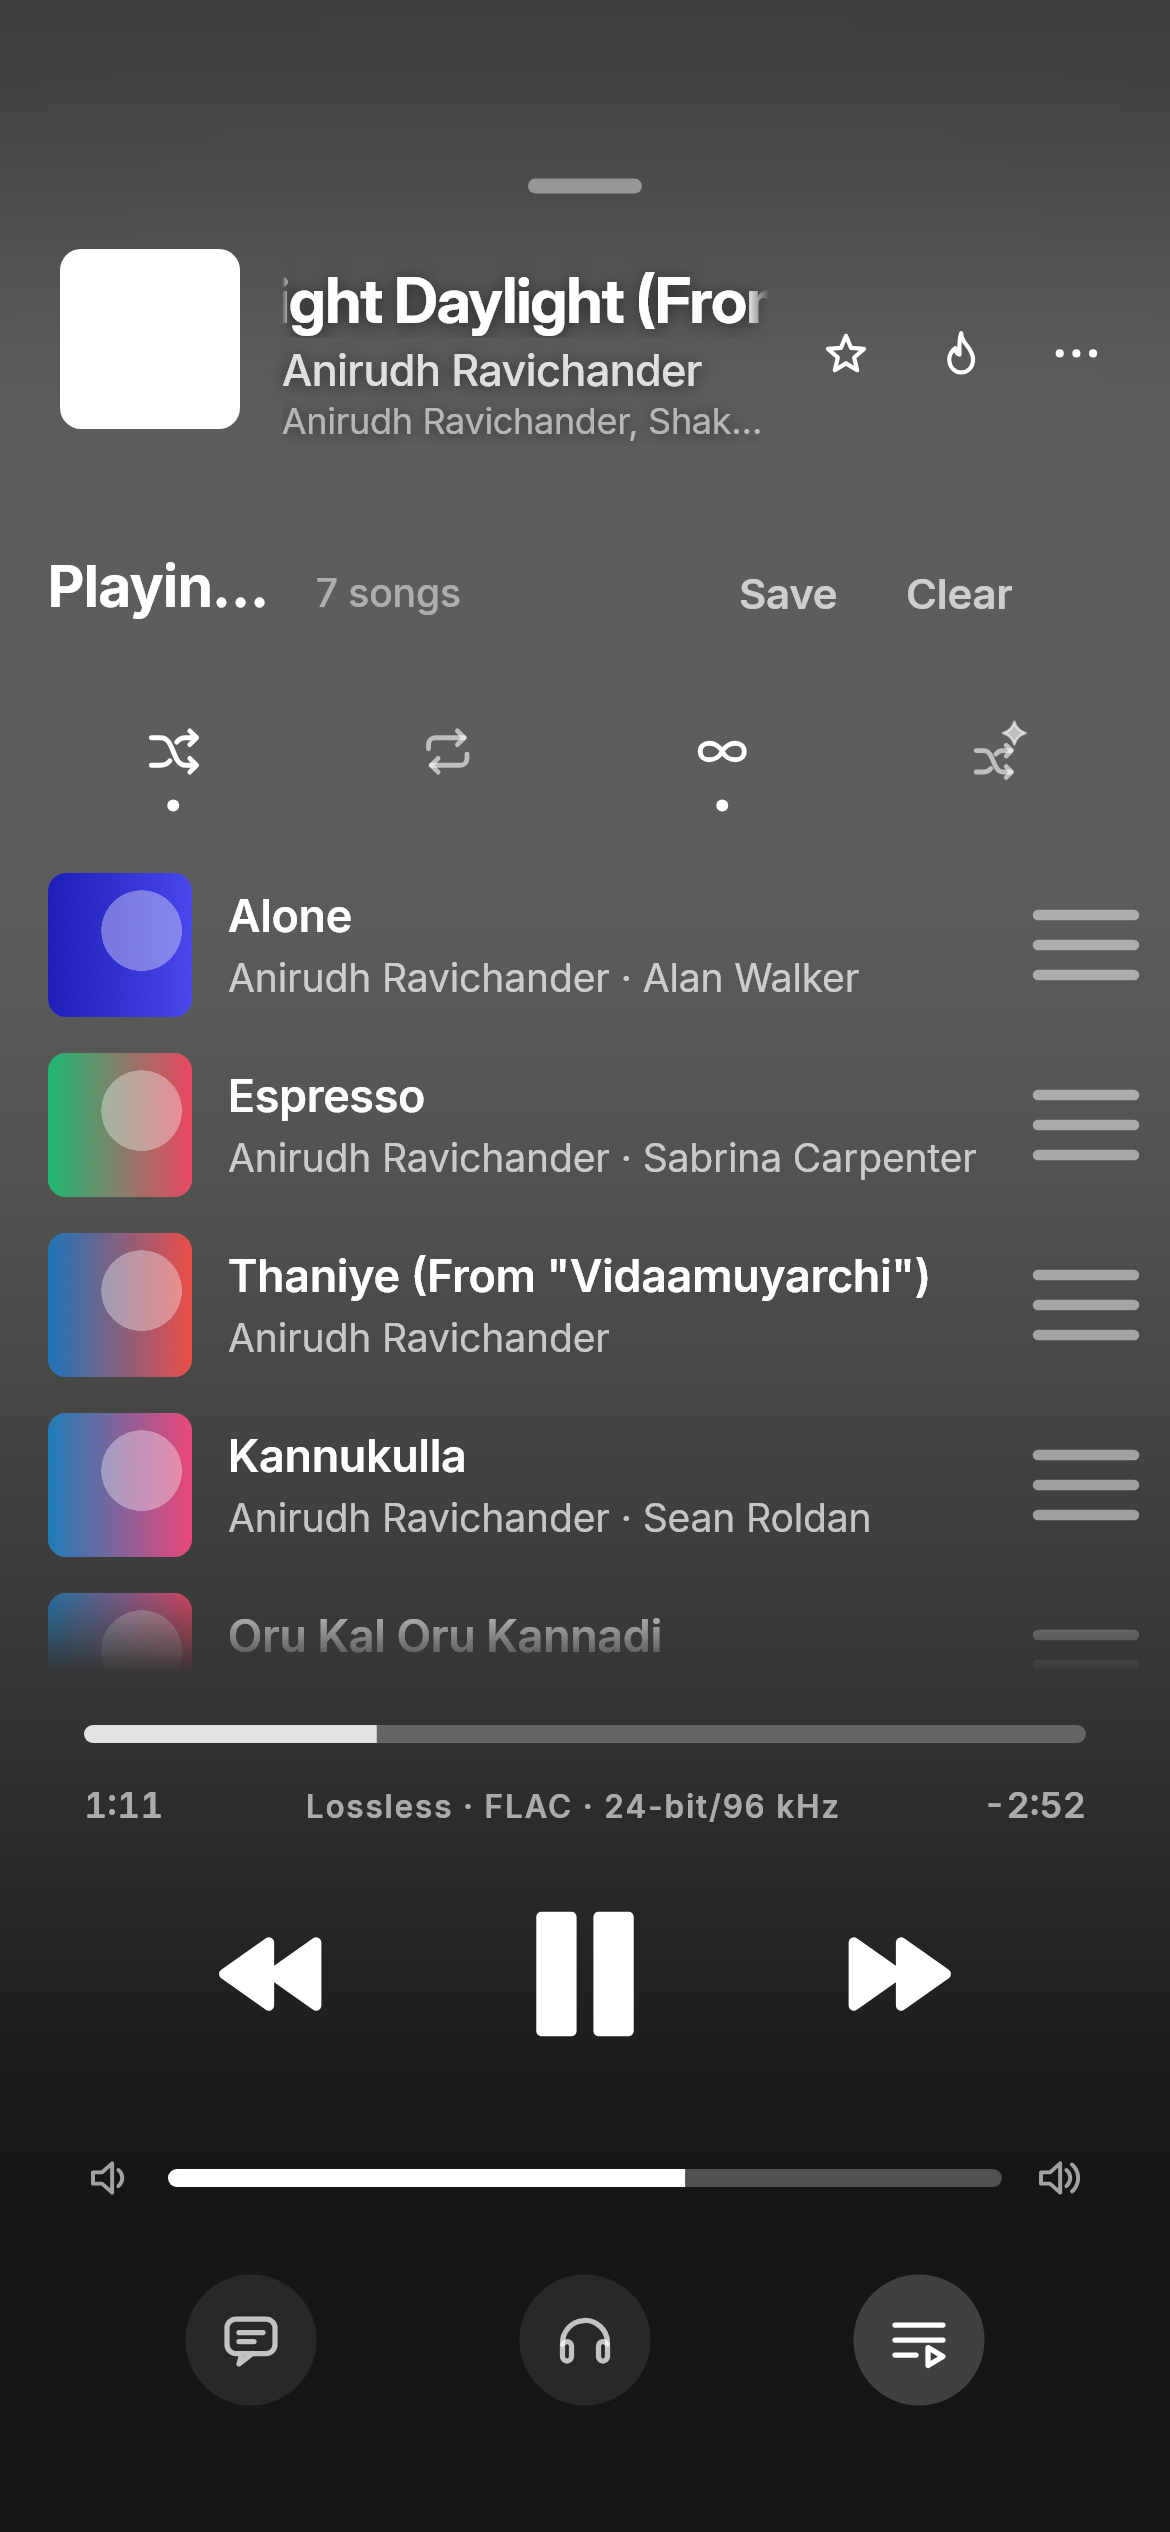 ight Daylight (Fror
Anirudh Ravichander
Anirudh Ravichander, Shak...
Playin... 7 songs Save Clear
Alone
Anirudh Ravichander · Alan Walker
Espresso
Anirudh Ravichander · Sabrina Carpenter
Thaniye (From "Vidaamuyarchi")
Anirudh Ravichander
Kannukulla
Anirudh Ravichander · Sean Roldan
Oru Kal Oru Kannadi
1:11 Lossless · FLAC · 24-bit/96 kHz -2:52